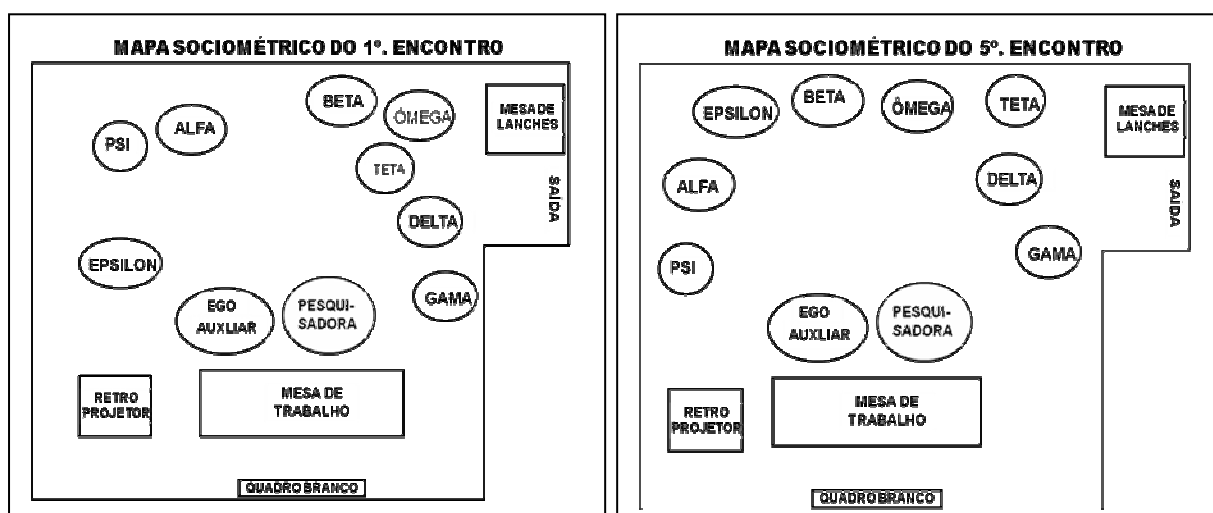 MAPA SOCIOMÉTRICO DO 1º. ENCONTRO
BETA
ÔMEGA
MESA DE
LANCHES
PSI
ALFA
TETA
SAÍDA
DELTA
EPSILON
GAMA
EGO
AUXLIAR
PESQUI-
SADORA
RETRO
PROJETOR
MESA DE
TRABALHO
QUADRO BRANCO
MAPA SOCIOMÉTRICO DO 5º. ENCONTRO
EPSILON
BETA
ÔMEGA
TETA
MESA DE
LANCHES
ALFA
DELTA
SAIDA
PSI
GAMA
EGO
AUXLIAR
PESQUI-
SADORA
RETRO
PROJETOR
MESA DE
TRABALHO
QUADRO BRANCO